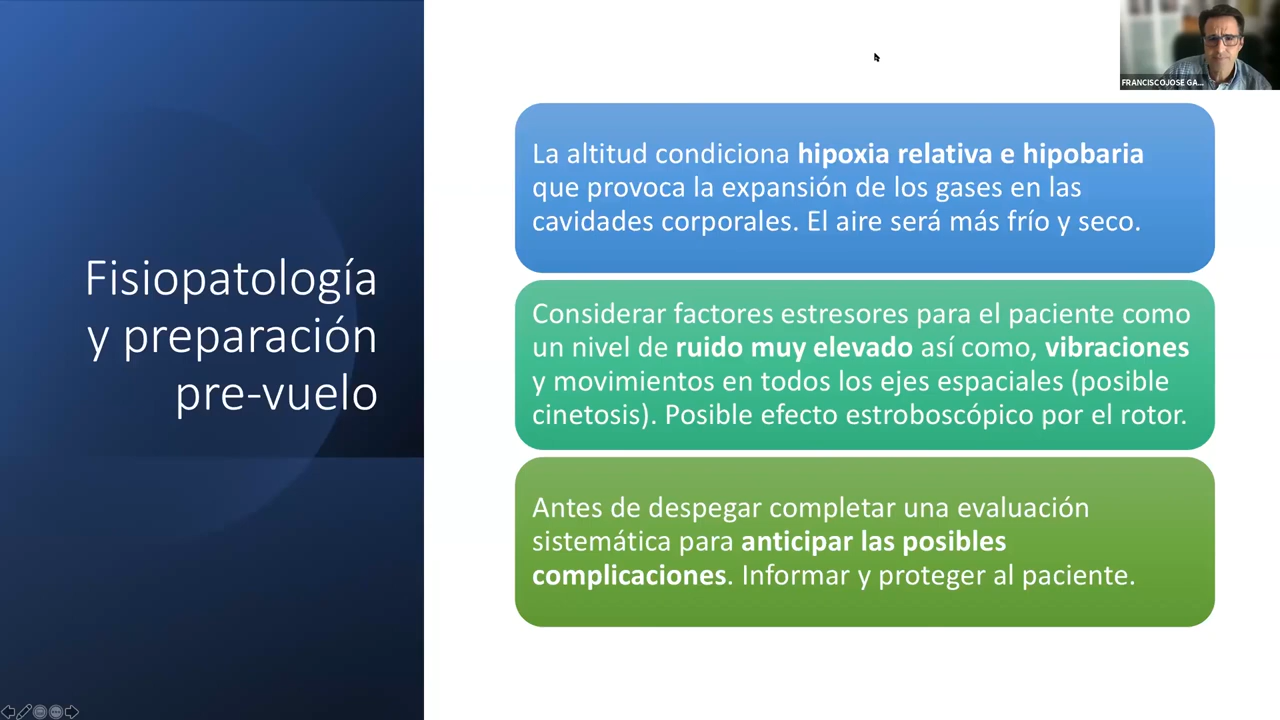 FRANCISCOJOSE GA...
Fisiopatología
y preparación
pre-vuelo
La altitud condiciona hipoxia relativa e hipobaria
que provoca la expansión de los gases en las
cavidades corporales. El aire será más frío y seco.
Considerar factores estresores para el paciente como
un nivel de ruido muy elevado así como, vibraciones
y movimientos en todos los ejes espaciales (posible
cinetosis). Posible efecto estroboscópico por el rotor.
Antes de despegar completar una evaluación
sistemática para anticipar las posibles
complicaciones. Informar y proteger al paciente.